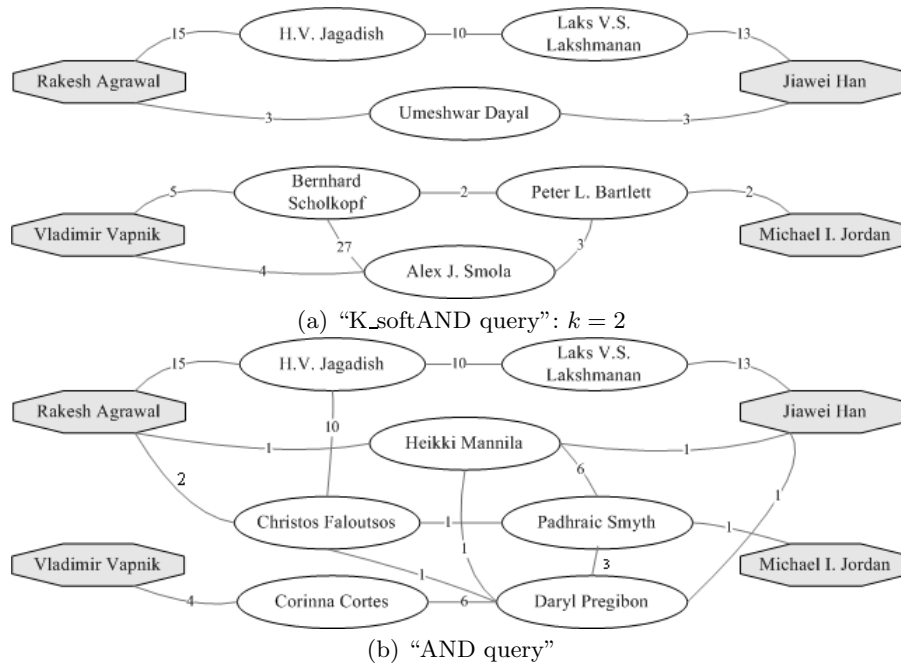 15
H.V. Jagadish
10
Laks V.S.
Lakshmanan
13
Rakesh Agrawal
Jiawei Han
3
Umeshwar Dayal
3
Bernhard
Scholkopf
5
2
Peter L. Bartlett
2
Vladimir Vapnik
27
3
Michael I. Jordan
4
Alex J. Smola
(a) “K_softAND query”: k = 2
15
H.V. Jagadish
10
Laks V.S.
Lakshmanan
13
Rakesh Agrawal
Jiawei Han
10
1
Heikki Mannila
1
2
6
1
Christos Faloutsos
1
Padhraic Smyth
1
Vladimir Vapnik
1
1
3
Michael I. Jordan
4
Corinna Cortes
6
Daryl Pregibon
(b) “AND query”